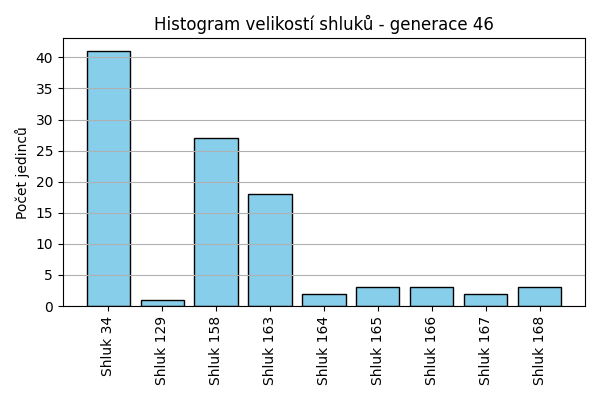 Histogram velikostí shluků - generace 46
Počet jedinců
40
35
30
25
20
15
10
5
0
Shluk 34
Shluk 129
Shluk 158
Shluk 163
Shluk 164
Shluk 165
Shluk 166
Shluk 167
Shluk 168